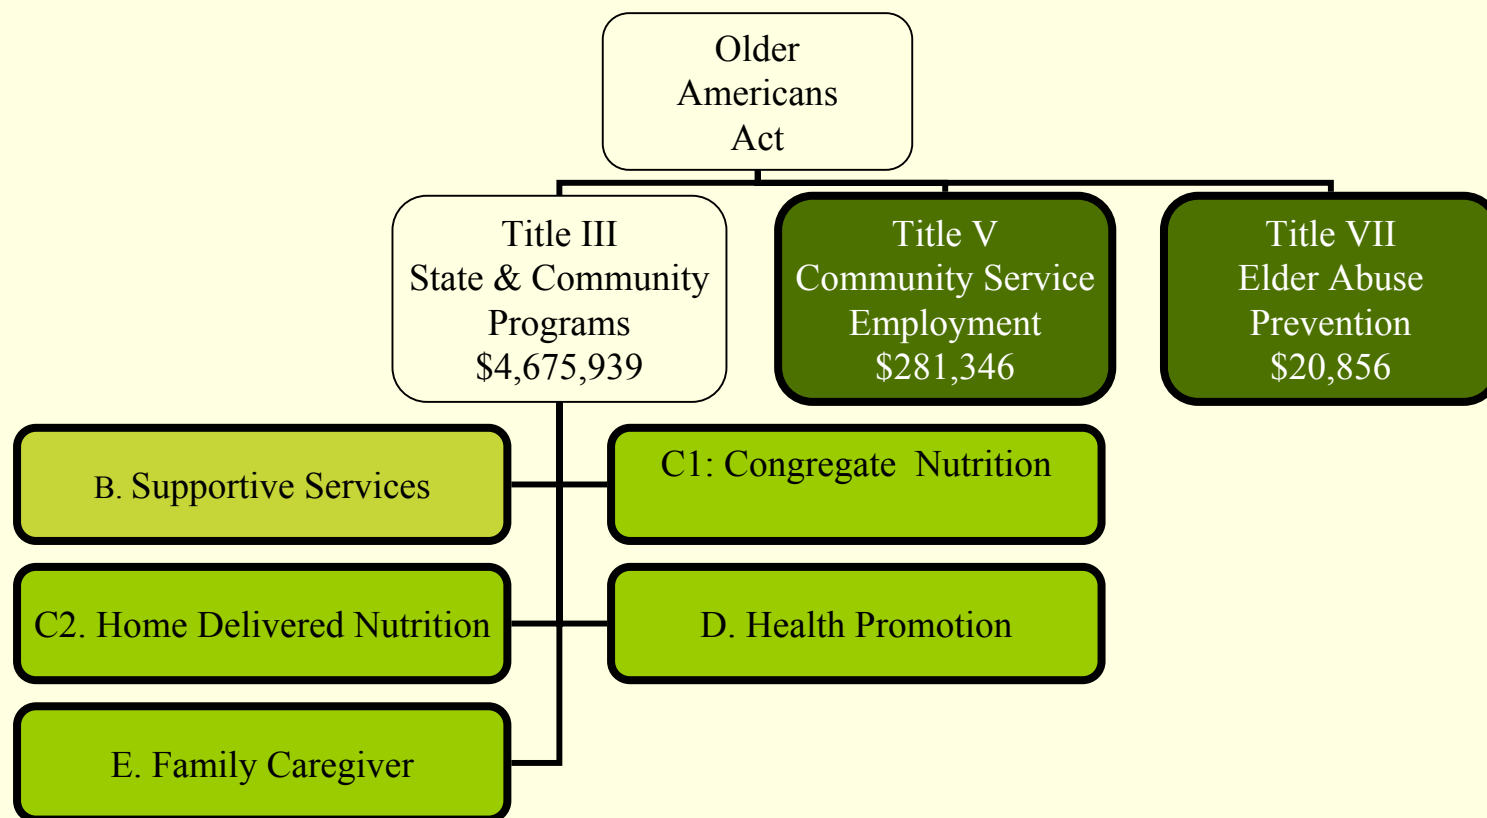 Older
Americans
Act
Title III
State & Community
Programs
$4,675,939
Title V
Community Service
Employment
$281,346
Title VII
Elder Abuse
Prevention
$20,856
B. Supportive Services
C1: Congregate Nutrition
C2. Home Delivered Nutrition
D. Health Promotion
E. Family Caregiver